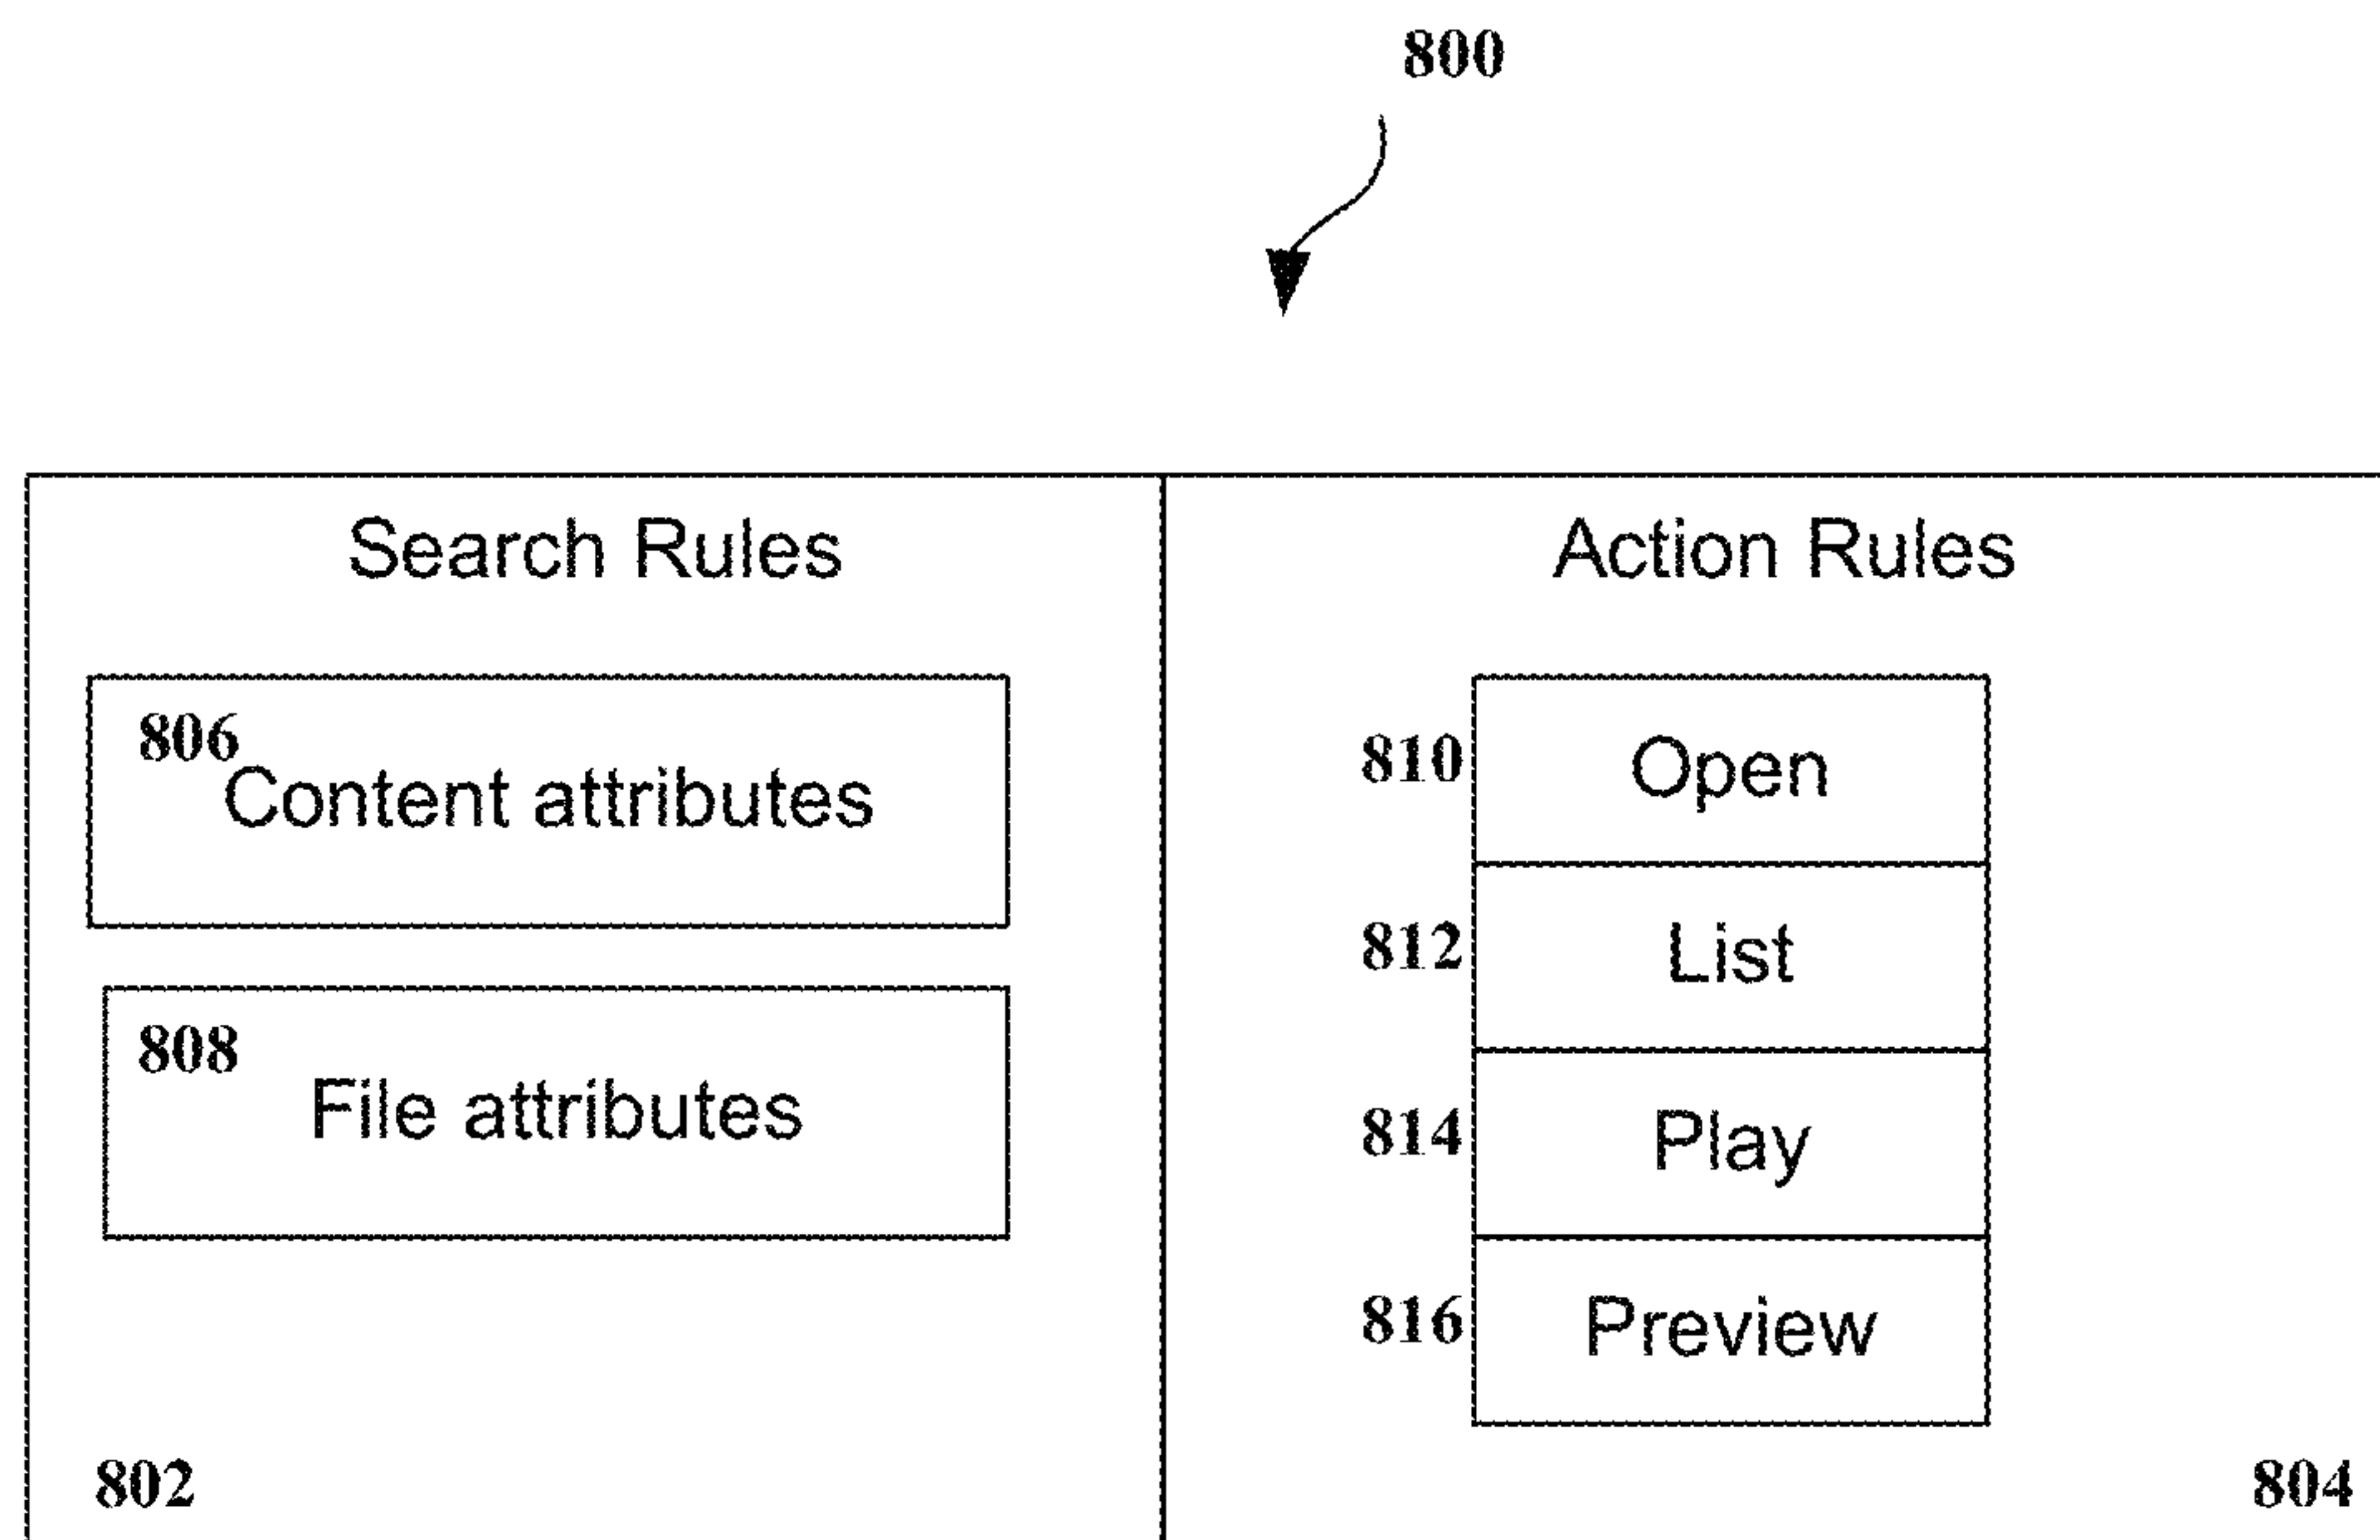 800
Search Rules
806
Content attributes
808
File attributes
802
Action Rules
810 Open
812 List
814 Play
816 Preview
804